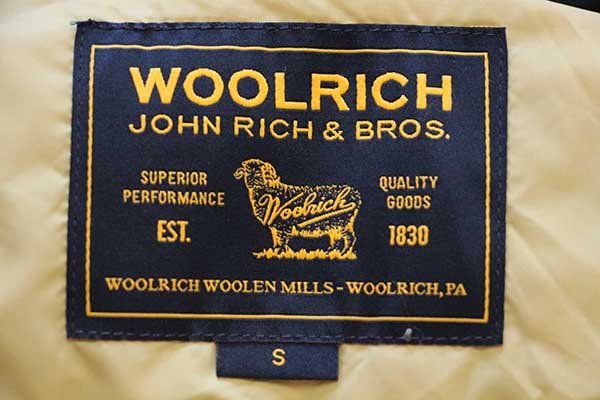 WOOLRICH
JOHN RICH & BROS.
SUPERIOR
PERFORMANCE
EST.
Woolrich
QUALITY
GOODS
1830
WOOLRICH WOOLEN MILLS - WOOLRICH, PA
S